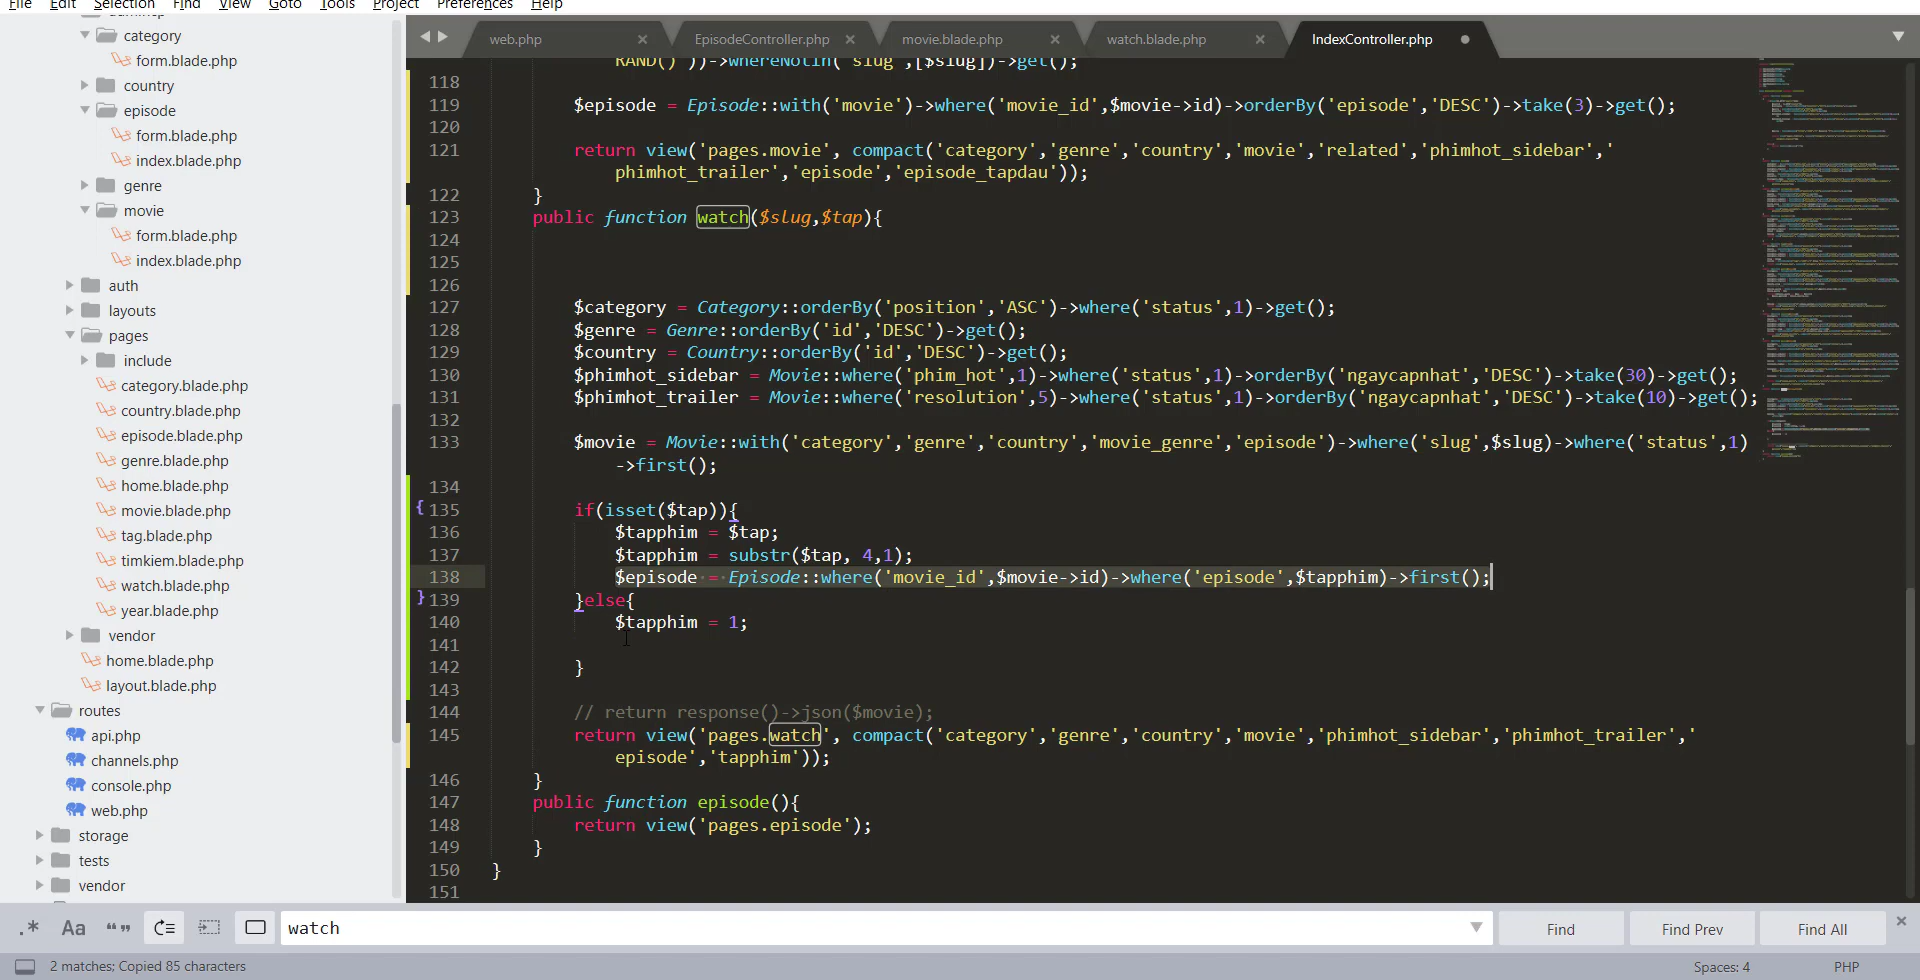 File Edit Selection Find View Goto Tools Project Preferences Help
web.php × EpisodeController.php × movie.blade.php × watch.blade.php × IndexController.php
category
form.blade.php
country
episode
form.blade.php
index.blade.php
genre
movie
form.blade.php
index.blade.php
auth
layouts
pages
include
category.blade.php
country.blade.php
episode.blade.php
genre.blade.php
home.blade.php
movie.blade.php
tag.blade.php
timkiem.blade.php
watch.blade.php
year.blade.php
vendor
home.blade.php
layout.blade.php
routes
api.php
channels.php
console.php
web.php
storage
tests
vendor
RAND()'))->whereNotIn('slug',[$slug])->get();
118
119 $episode = Episode::with('movie')->where('movie_id',$movie->id)->orderBy('episode','DESC')->take(3)->get();
120
121 return view('pages.movie', compact('category','genre','country','movie','related','phimhot_sidebar','
phimhot_trailer','episode','episode_tapdau'));
122 }
123 public function watch($slug,$tap){
124
125
126
127 $category = Category::orderBy('position','ASC')->where('status',1)->get();
128 $genre = Genre::orderBy('id','DESC')->get();
129 $country = Country::orderBy('id','DESC')->get();
130 $phimhot_sidebar = Movie::where('phim_hot',1)->where('status',1)->orderBy('ngaycapnhat','DESC')->take(30)->get();
131 $phimhot_trailer = Movie::where('resolution',5)->where('status',1)->orderBy('ngaycapnhat','DESC')->take(10)->get();
132
133 $movie = Movie::with('category','genre','country','movie_genre','episode')->where('slug',$slug)->where('status',1)
->first();
134
{ 135 if(isset($tap)){
136 $tapphim = $tap;
137 $tapphim = substr($tap, 4,1);
138 $episode = Episode::where('movie_id',$movie->id)->where('episode',$tapphim)->first();
} 139 }else{
140 $tapphim = 1;
141
142 }
143
144 // return response()->json($movie);
145 return view('pages.watch', compact('category','genre','country','movie','phimhot_sidebar','phimhot_trailer','
episode','tapphim'));
146 }
147 public function episode(){
148 return view('pages.episode');
149 }
150 }
151
.* Aa “” watch Find Find Prev Find All ×
2 matches; Copied 85 characters Spaces: 4 PHP